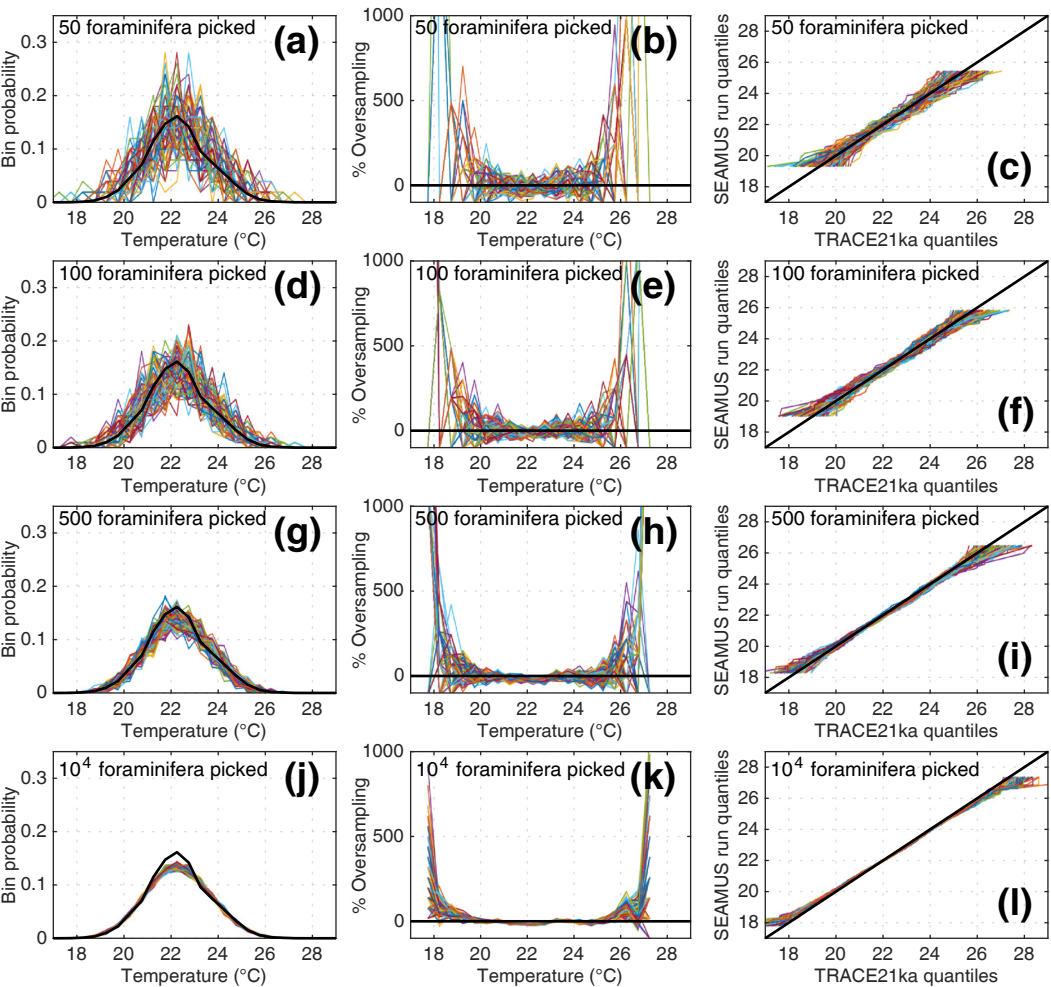 50 foraminifera picked
(a)
Bin probability
0.3
0.2
0.1
0
18 20 22 24 26 28
Temperature (°C)
50 foraminifera picked
(b)
% Oversampling
1000
500
0
18 20 22 24 26 28
Temperature (°C)
50 foraminifera picked
(c)
SEAMUS run quantiles
28
26
24
22
20
18
18 20 22 24 26 28
TRACE21ka quantiles
100 foraminifera picked
(d)
Bin probability
0.3
0.2
0.1
0
18 20 22 24 26 28
Temperature (°C)
100 foraminifera picked
(e)
% Oversampling
1000
500
0
18 20 22 24 26 28
Temperature (°C)
100 foraminifera picked
(f)
SEAMUS run quantiles
28
26
24
22
20
18
18 20 22 24 26 28
TRACE21ka quantiles
500 foraminifera picked
(g)
Bin probability
0.3
0.2
0.1
0
18 20 22 24 26 28
Temperature (°C)
500 foraminifera picked
(h)
% Oversampling
1000
500
0
18 20 22 24 26 28
Temperature (°C)
500 foraminifera picked
(i)
SEAMUS run quantiles
28
26
24
22
20
18
18 20 22 24 26 28
TRACE21ka quantiles
10⁴ foraminifera picked
(j)
Bin probability
0.3
0.2
0.1
0
18 20 22 24 26 28
Temperature (°C)
10⁴ foraminifera picked
(k)
% Oversampling
1000
500
0
18 20 22 24 26 28
Temperature (°C)
10⁴ foraminifera picked
(l)
SEAMUS run quantiles
28
26
24
22
20
18
18 20 22 24 26 28
TRACE21ka quantiles